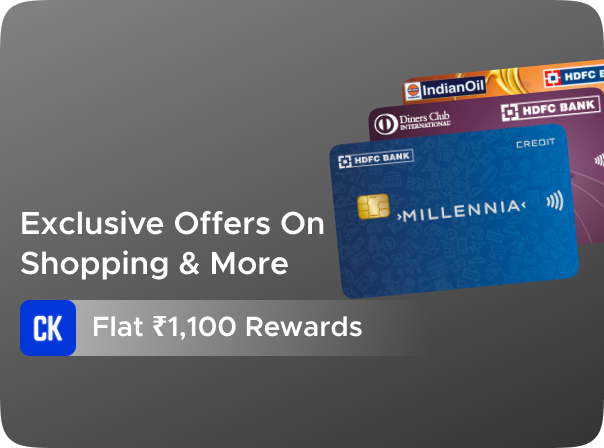 IndianOil
HDFC B
Diners Club
INTERNATIONAL
HDFC BANK
HDFC BANK
CREDIT
MILLENNIA
Exclusive Offers On
Shopping & More
CK
Flat ₹1,100 Rewards